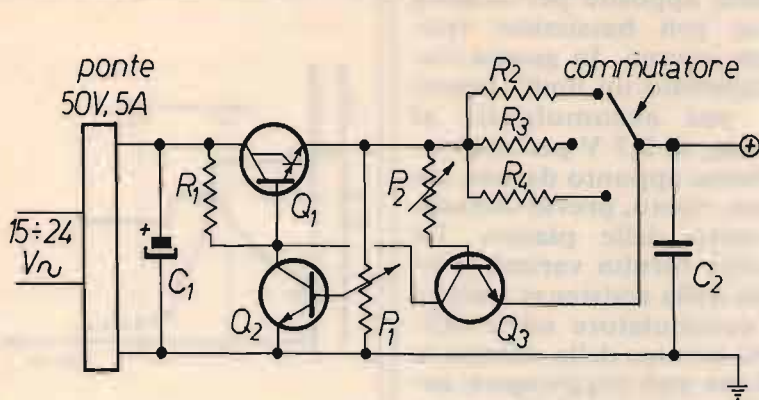 ponte
50V, 5A
commutatore
R2
R3
R4
R1
Q1
P2
+
15÷24
V~
C1
Q2
P1
Q3
C2
+